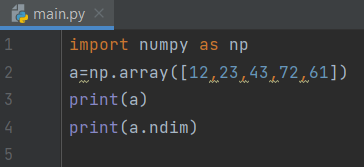 main.py
1 import numpy as np
2 a=np.array([12,23,43,72,61])
3 print(a)
4 print(a.ndim)
5